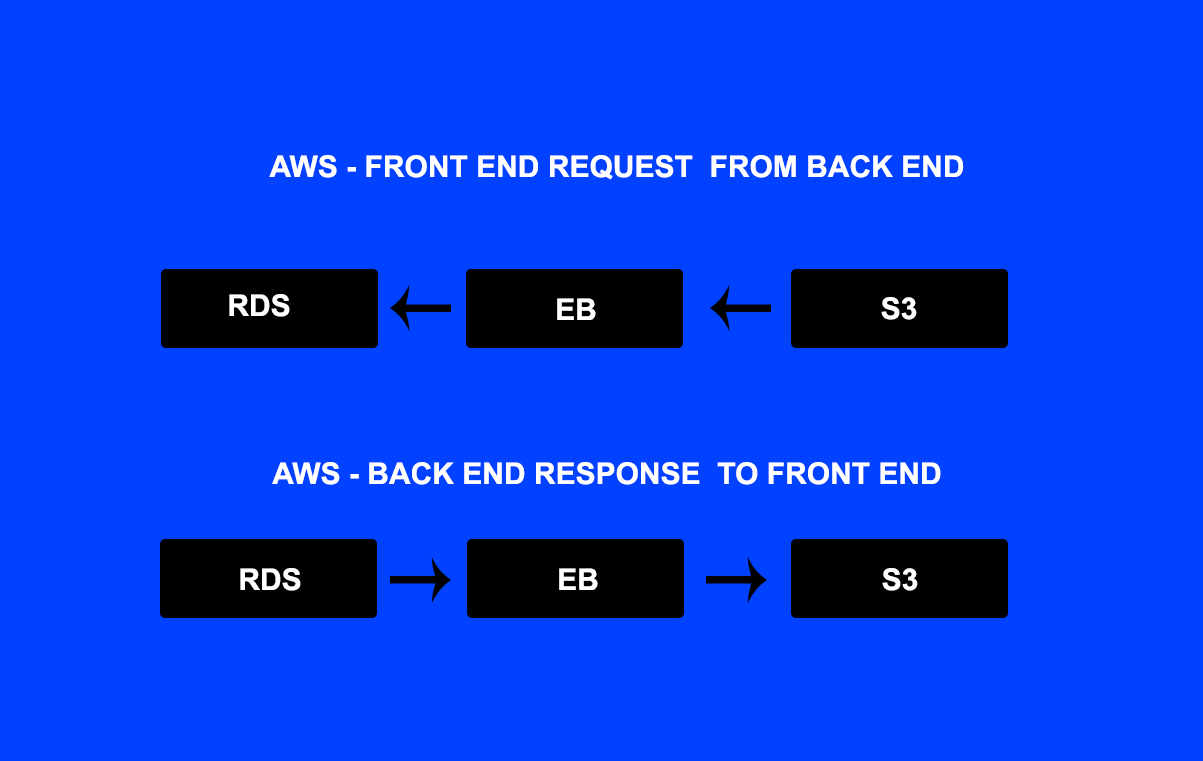 AWS - FRONT END REQUEST  FROM BACK END
RDS
EB
S3
AWS - BACK END RESPONSE  TO FRONT END
RDS
EB
S3